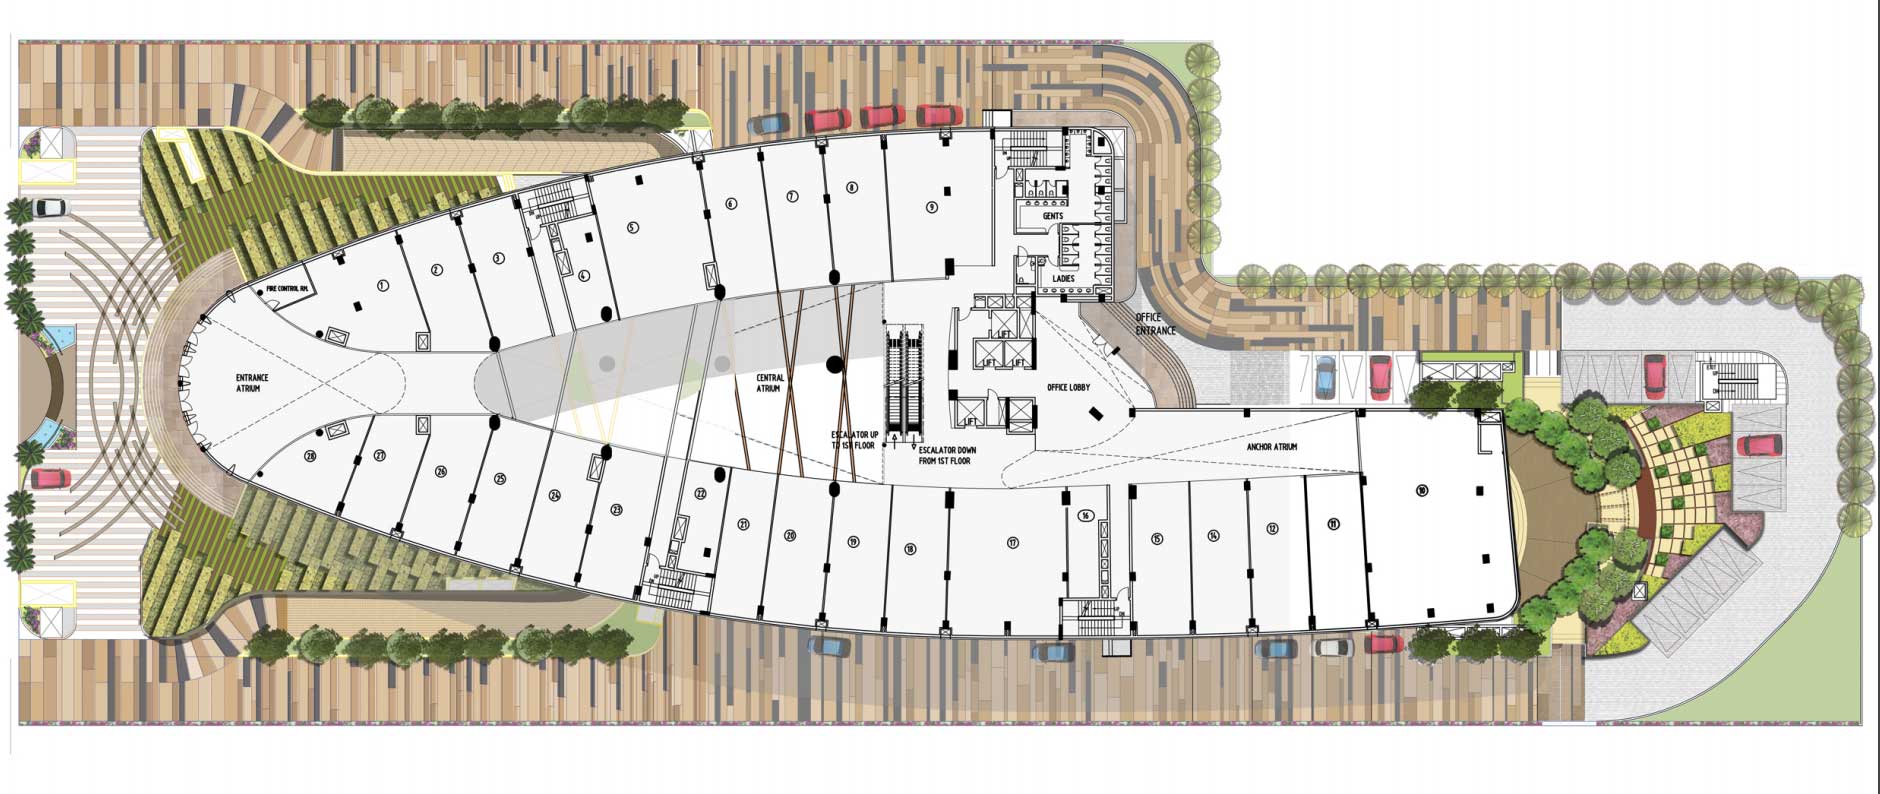 FIRE CONTROL RM.
1
2
3
4
5
6
7
8
9
GENTS
LADIES
OFFICE
ENTRANCE
LIFT
LIFT
LIFT
LIFT
ENTRANCE
ATRIUM
CENTRAL
ATRIUM
OFFICE LOBBY
ESCALATOR UP
TO 1ST FLOOR
ESCALATOR DOWN
FROM 1ST FLOOR
ANCHOR ATRIUM
28
27
26
25
24
23
22
21
20
19
18
17
16
15
14
12
11
10
UP